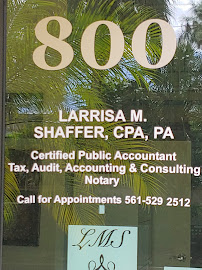 800
LARRISA M.
SHAFFER, CPA, PA
Certified Public Accountant
Tax, Audit, Accounting & Consulting
Notary
Call for Appointments 561-529 2512
LMS